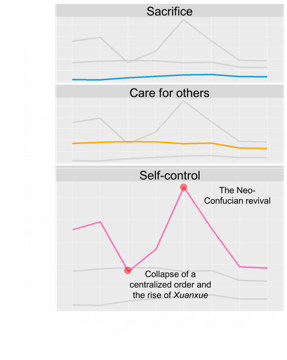 Sacrifice
Care for others
Self-control
The Neo-
Confucian revival
Collapse of a
centralized order and
the rise of Xuanxue